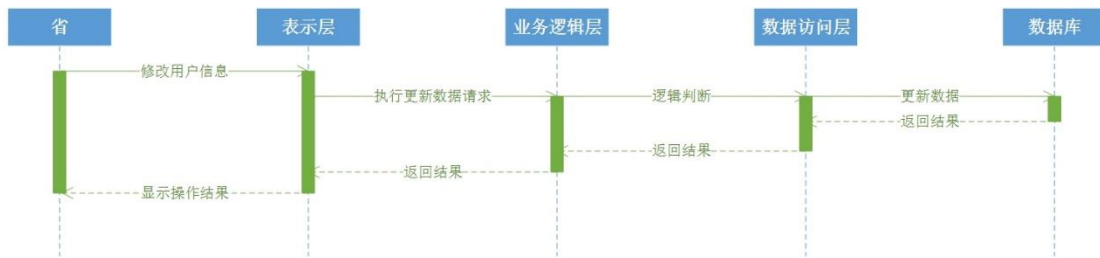 省
表示层
业务逻辑层
数据访问层
数据库
修改用户信息
执行更新数据请求
逻辑判断
更新数据
返回结果
返回结果
返回结果
显示操作结果